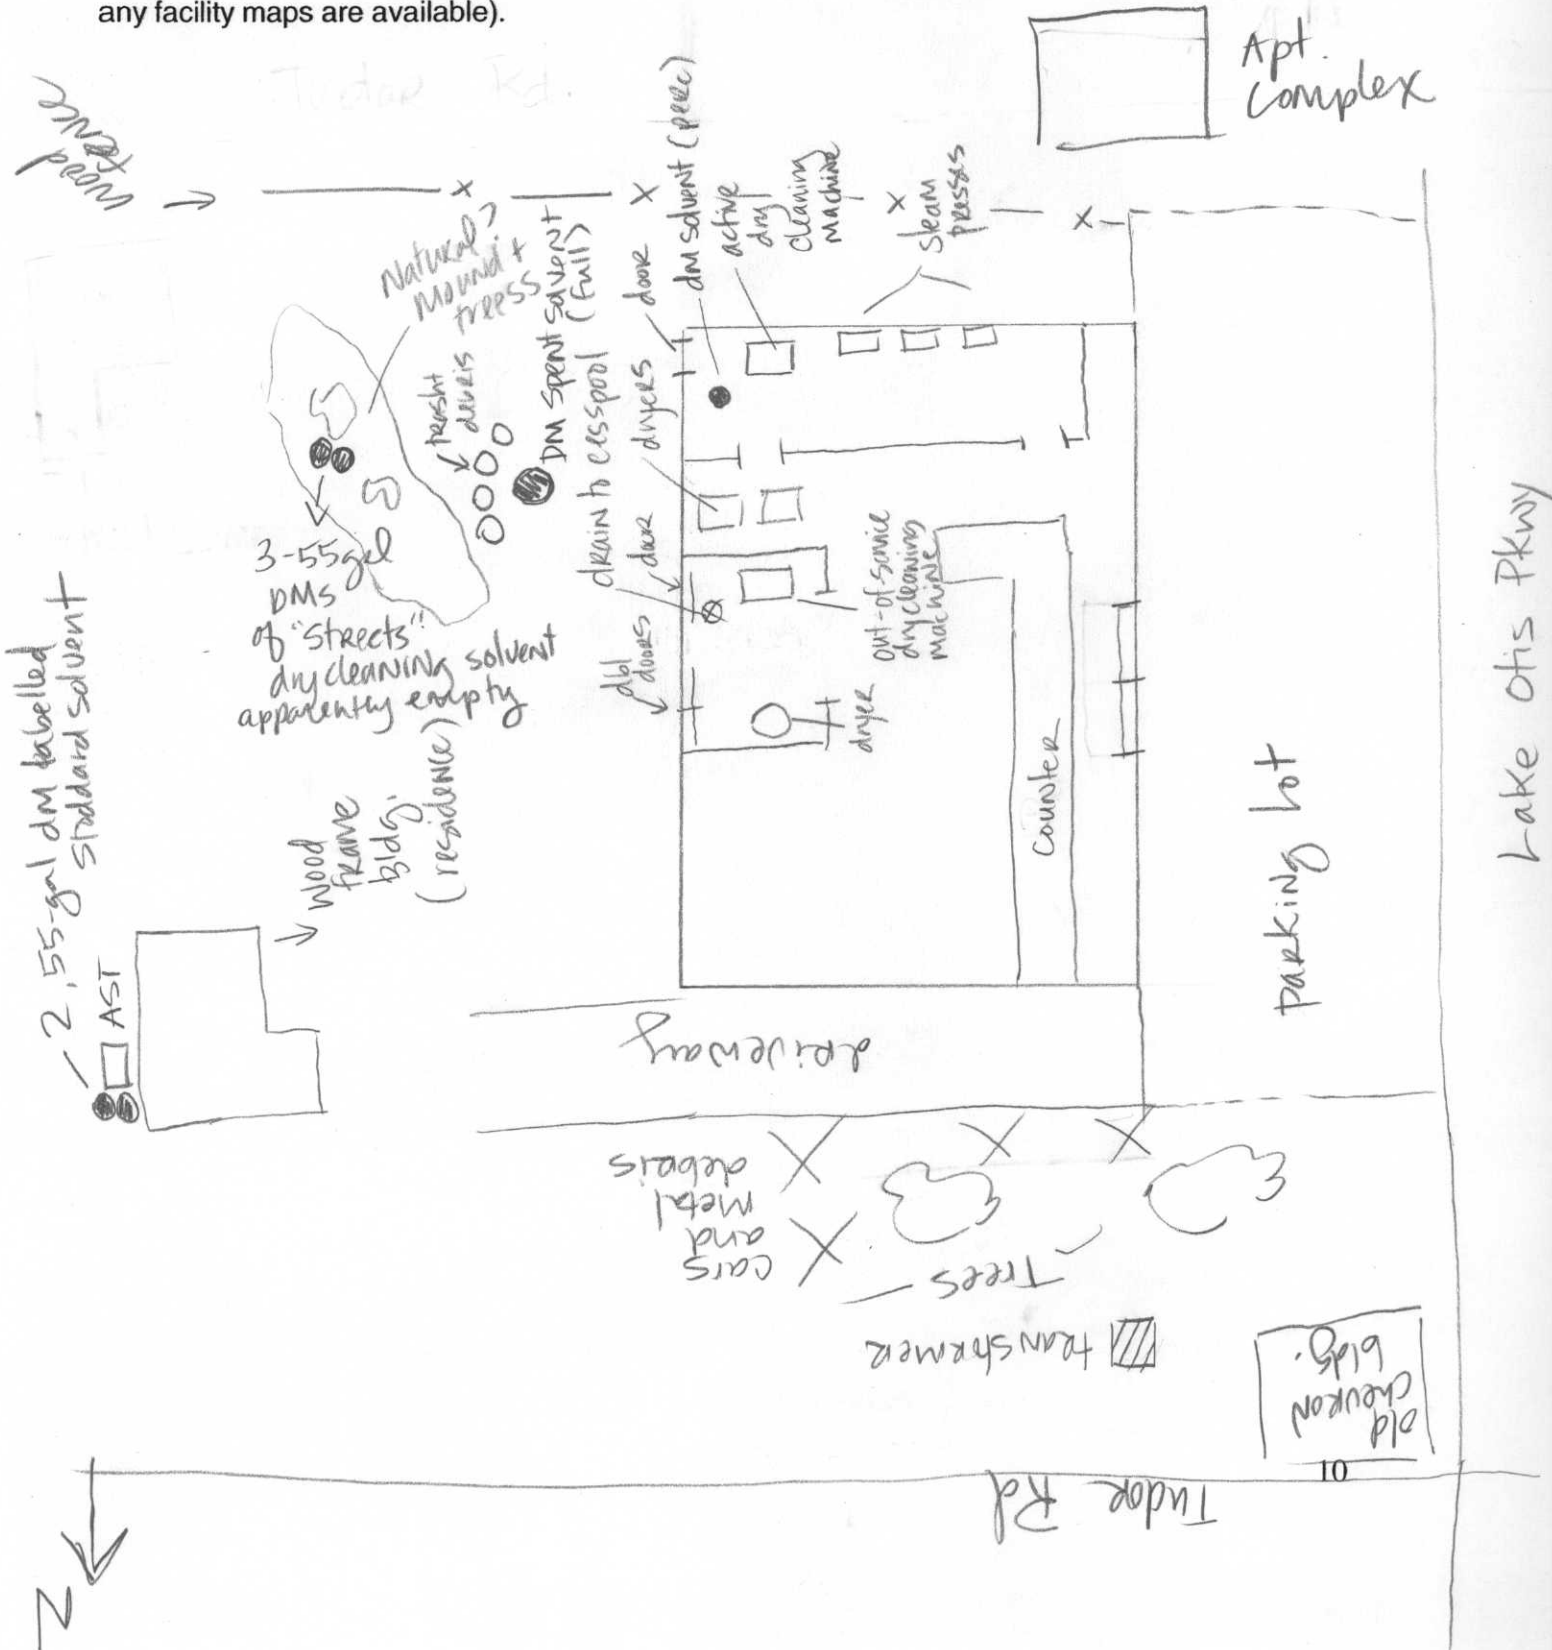 any facility maps are available).
Apt.
Complex
wood
fence
Natural?
mound +
treess
trash+
debris
DM spent solvent
(full)
drain to cesspool
door
dryers
dm solvent (perc)
active
dry
cleaning
machine
steam
presses
3-55gal
DMs
of "Streets"
dry cleaning solvent
apparently empty
door
dbl
doors
out-of-service
drycleaning
machine
dryer
Counter
2, 55-gal dm labelled
Stoddard solvent
AST
Wood
frame
bldg.
(residence)
parking lot
Lake Otis Pkwy
driveway
cars
and
metal
debris
Trees
transformer
old
chevron
bldg.
10
Tudor Rd
N